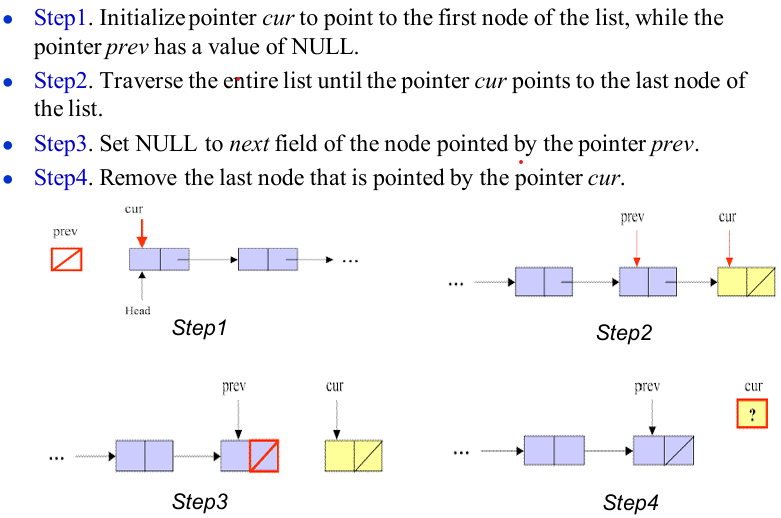 Step1. Initialize pointer cur to point to the first node of the list, while the
pointer prev has a value of NULL.
Step2. Traverse the entire list until the pointer cur points to the last node of
the list.
Step3. Set NULL to next field of the node pointed by the pointer prev.
Step4. Remove the last node that is pointed by the pointer cur.
cur
prev
...
Head
Step1
prev cur
...
Step2
prev cur
...
Step3
prev cur
?
...
Step4